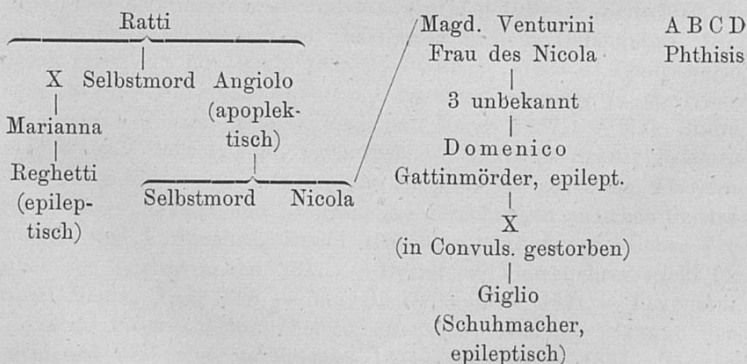 Ratti
X Selbstmord Angiolo
(apoplek-
tisch)
Marianna
Reghetti
(epilep-
tisch)
Selbstmord Nicola
Magd. Venturini
Frau des Nicola
3 unbekannt
Domenico
Gattinmörder, epilept.
X
(in Convuls. gestorben)
Giglio
(Schuhmacher,
epileptisch)
A B C D
Phthisis